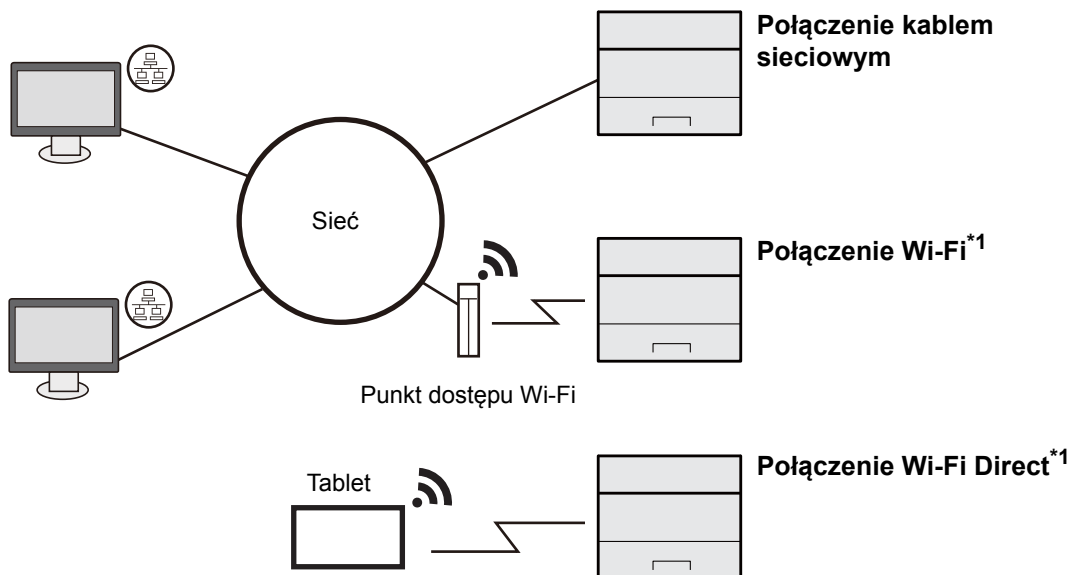 Połączenie kablem
sieciowym
Sieć
Połączenie Wi-Fi*1
Punkt dostępu Wi-Fi
Połączenie Wi-Fi Direct*1
Tablet